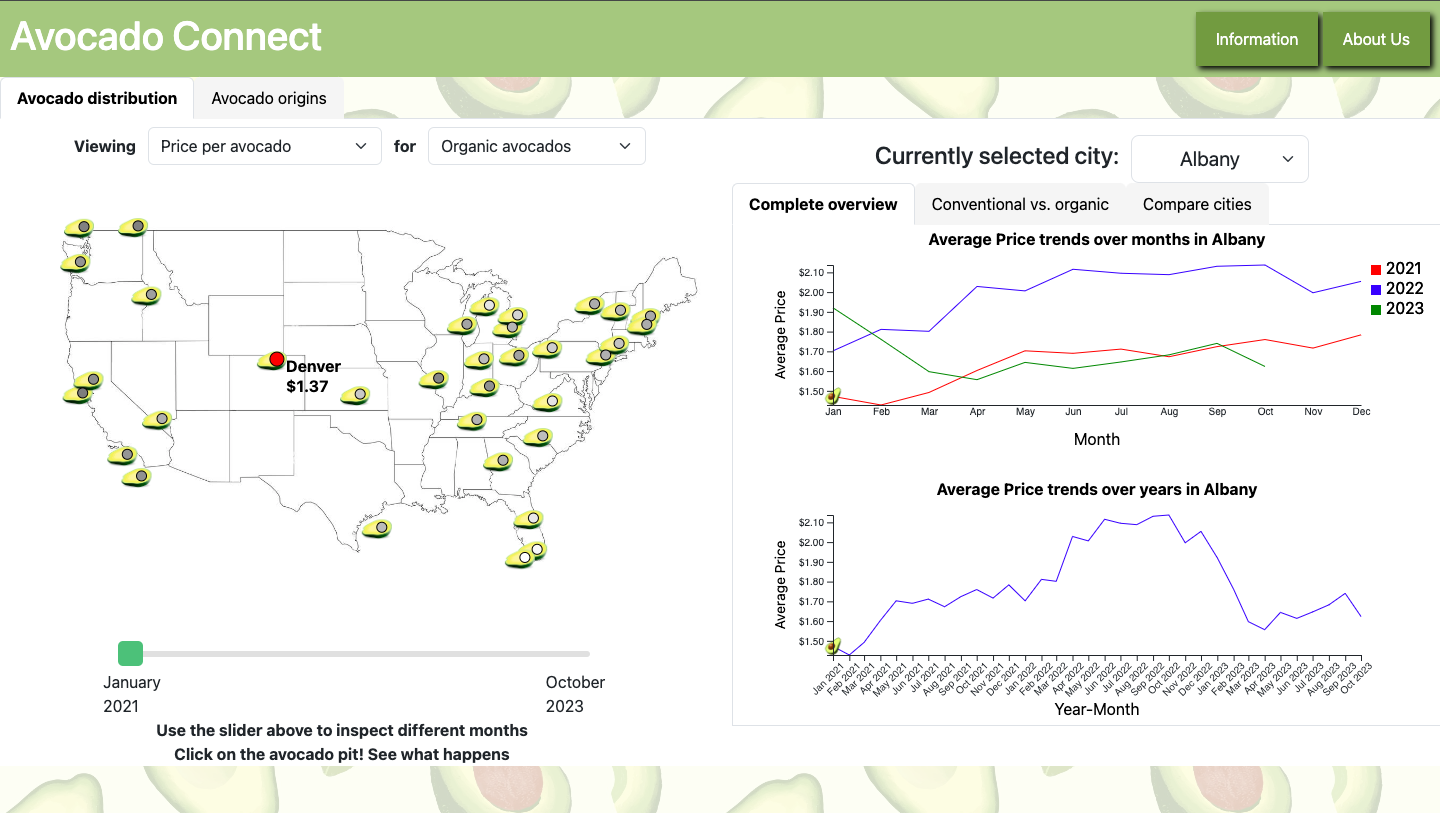 Avocado Connect
Information
About Us
Avocado distribution
Avocado origins
Viewing
Price per avocado
for
Organic avocados
Currently selected city:
Albany
Complete overview
Conventional vs. organic
Compare cities
Denver
$1.37
January
2021
October
2023
Use the slider above to inspect different months
Click on the avocado pit! See what happens
Average Price trends over months in Albany
Average Price
$2.10
$2.00
$1.90
$1.80
$1.70
$1.60
$1.50
Jan Feb Mar Apr May Jun Jul Aug Sep Oct Nov Dec
Month
2021
2022
2023
Average Price trends over years in Albany
Average Price
$2.10
$2.00
$1.90
$1.80
$1.70
$1.60
$1.50
Jan 2021
Feb 2021
Mar 2021
Apr 2021
May 2021
Jun 2021
Jul 2021
Aug 2021
Sep 2021
Oct 2021
Nov 2021
Dec 2021
Jan 2022
Feb 2022
Mar 2022
Apr 2022
May 2022
Jun 2022
Jul 2022
Aug 2022
Sep 2022
Oct 2022
Nov 2022
Dec 2022
Jan 2023
Feb 2023
Mar 2023
Apr 2023
May 2023
Jun 2023
Jul 2023
Aug 2023
Sep 2023
Oct 2023
Year-Month